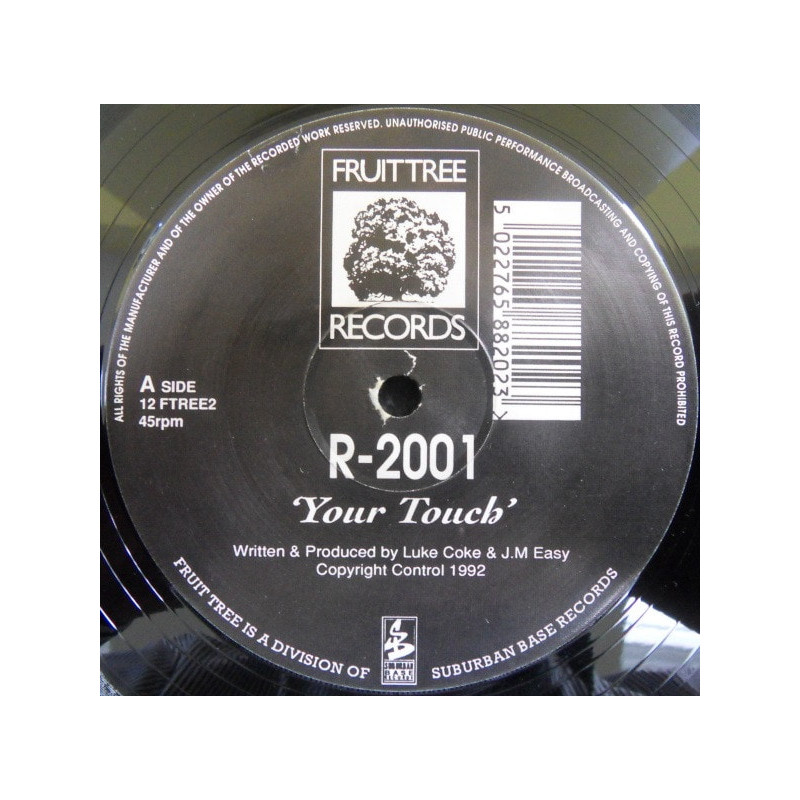 ALL RIGHTS OF THE MANUFACTURER AND OF THE OWNER OF THE RECORDED WORK RESERVED. UNAUTHORISED PUBLIC PERFORMANCE BROADCASTING AND COPYING OF THIS RECORD PROHIBITED
FRUITTREE
RECORDS
5 022765 882023 >
A SIDE
12 FTREE2
45rpm
R-2001
'Your Touch'
Written & Produced by Luke Coke & J.M Easy
Copyright Control 1992
FRUIT TREE IS A DIVISION OF SUBURBAN BASE RECORDS